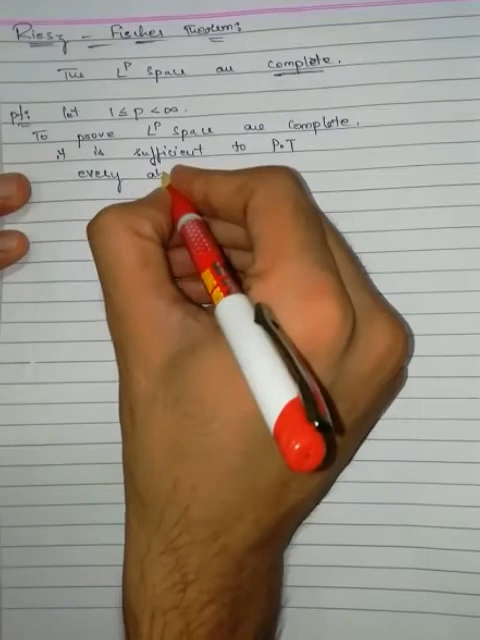 Riesz - Fischer Theorem:
The L^p space are complete.
p/f: let 1 ≤ p < ∞.
To prove L^p space are complete.
it is sufficient to P.T
every